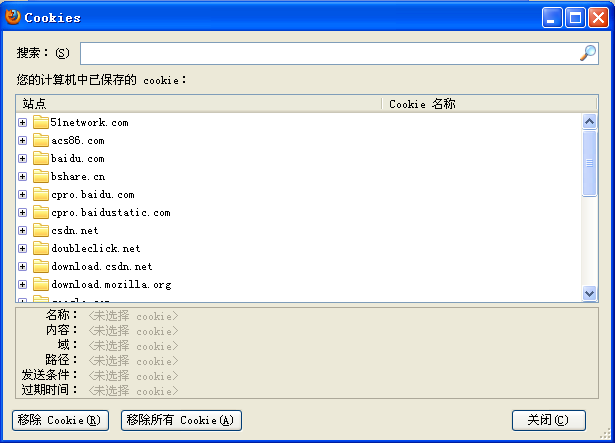 Cookies
搜索：(S)
您的计算机中已保存的 cookie：
站点 Cookie 名称
51network.com
acs86.com
baidu.com
bshare.cn
cpro.baidu.com
cpro.baidustatic.com
csdn.net
doubleclick.net
download.csdn.net
download.mozilla.org
名称： <未选择 cookie>
内容： <未选择 cookie>
域： <未选择 cookie>
路径： <未选择 cookie>
发送条件： <未选择 cookie>
过期时间： <未选择 cookie>
移除 Cookie(R) 移除所有 Cookie(A) 关闭(C)